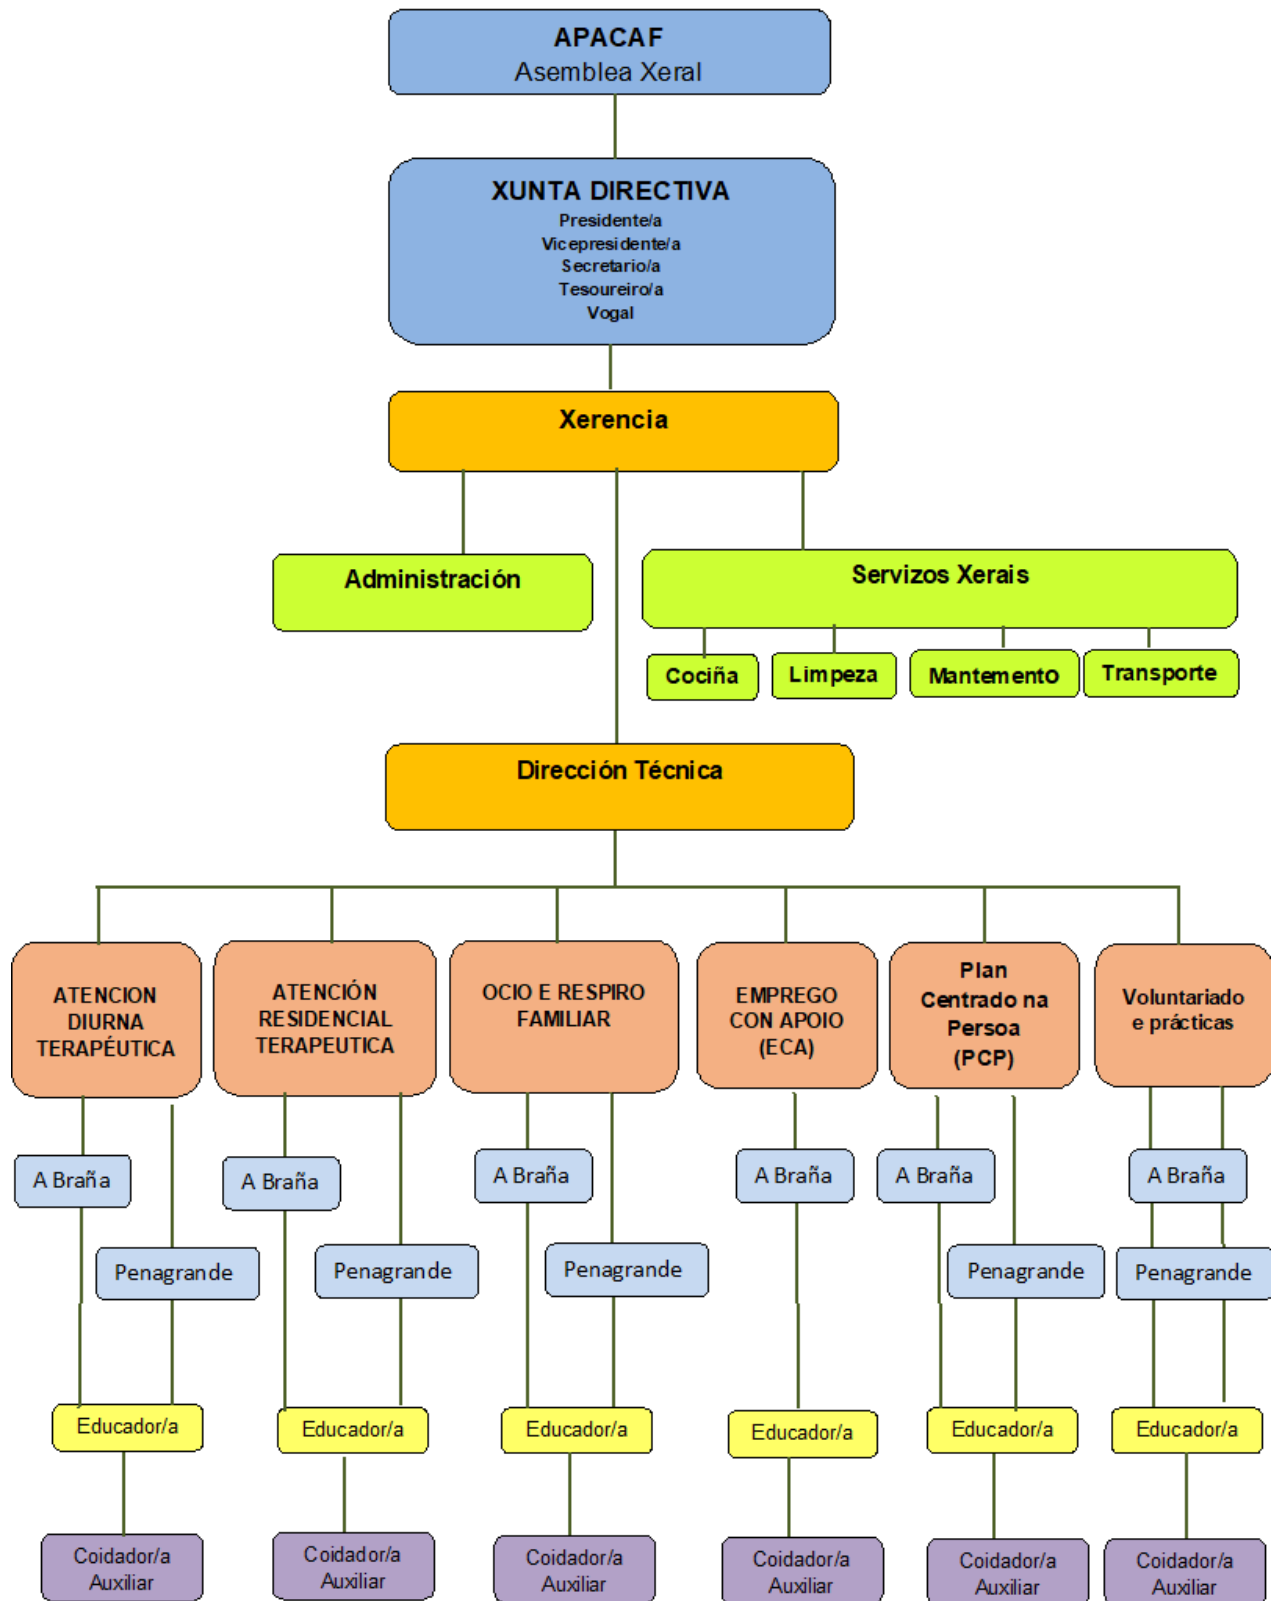 APACAF
Asemblea Xeral
XUNTA DIRECTIVA
Presidente/a
Vicepresidente/a
Secretario/a
Tesoureiro/a
Vogal
Xerencia
Administración
Servizos Xerais
Cociña
Limpeza
Mantemento
Transporte
Dirección Técnica
ATENCION
DIURNA
TERAPÉUTICA
ATENCIÓN
RESIDENCIAL
TERAPEUTICA
OCIO E RESPIRO
FAMILIAR
EMPREGO
CON APOIO
(ECA)
Plan
Centrado na
Persoa
(PCP)
Voluntariado
e prácticas
A Braña
A Braña
A Braña
A Braña
A Braña
A Braña
Penagrande
Penagrande
Penagrande
Penagrande
Penagrande
Educador/a
Educador/a
Educador/a
Educador/a
Educador/a
Educador/a
Coidador/a
Auxiliar
Coidador/a
Auxiliar
Coidador/a
Auxiliar
Coidador/a
Auxiliar
Coidador/a
Auxiliar
Coidador/a
Auxiliar